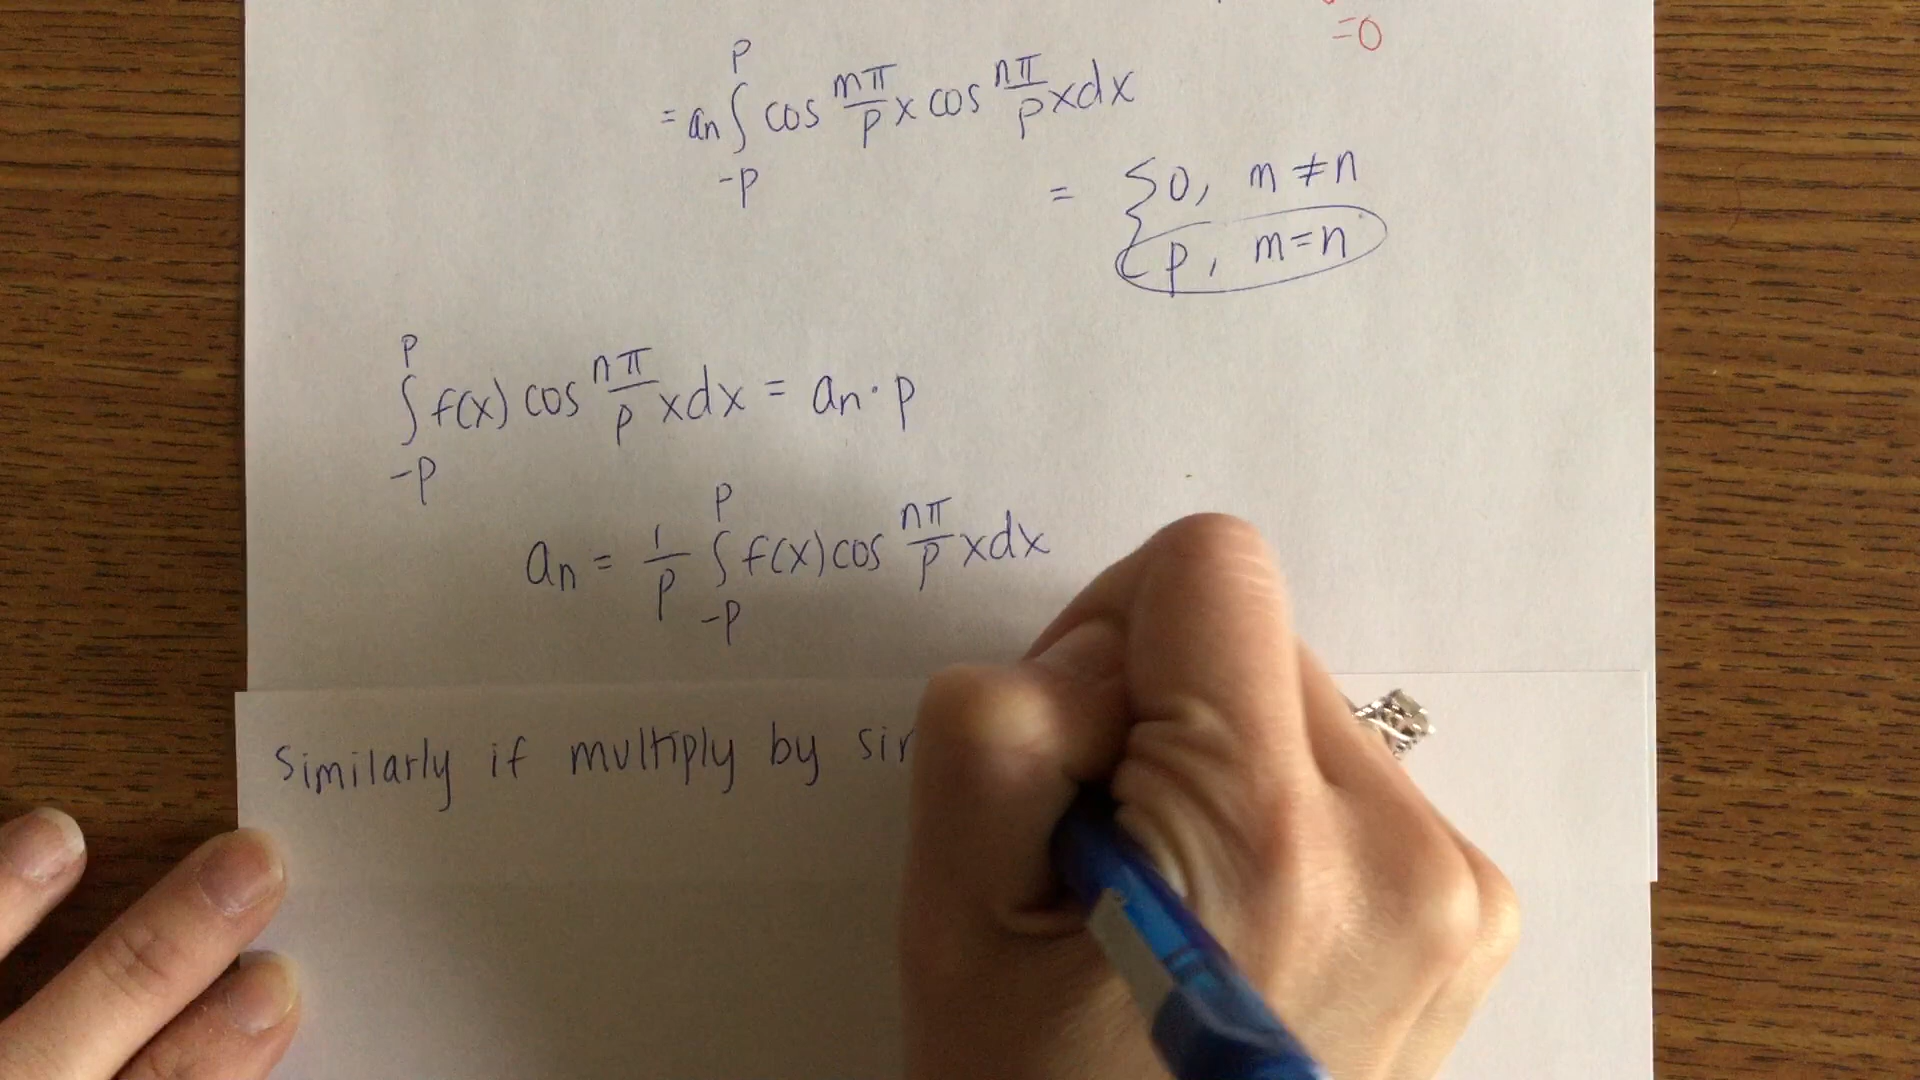 =0
= an ∫_{-p}^{p} cos mπ/p x cos nπ/p x dx
= { 0, m ≠ n
p, m=n
∫_{-p}^{p} f(x) cos nπ/p x dx = an · p
an = 1/p ∫_{-p}^{p} f(x) cos nπ/p x dx
Similarly if multiply by